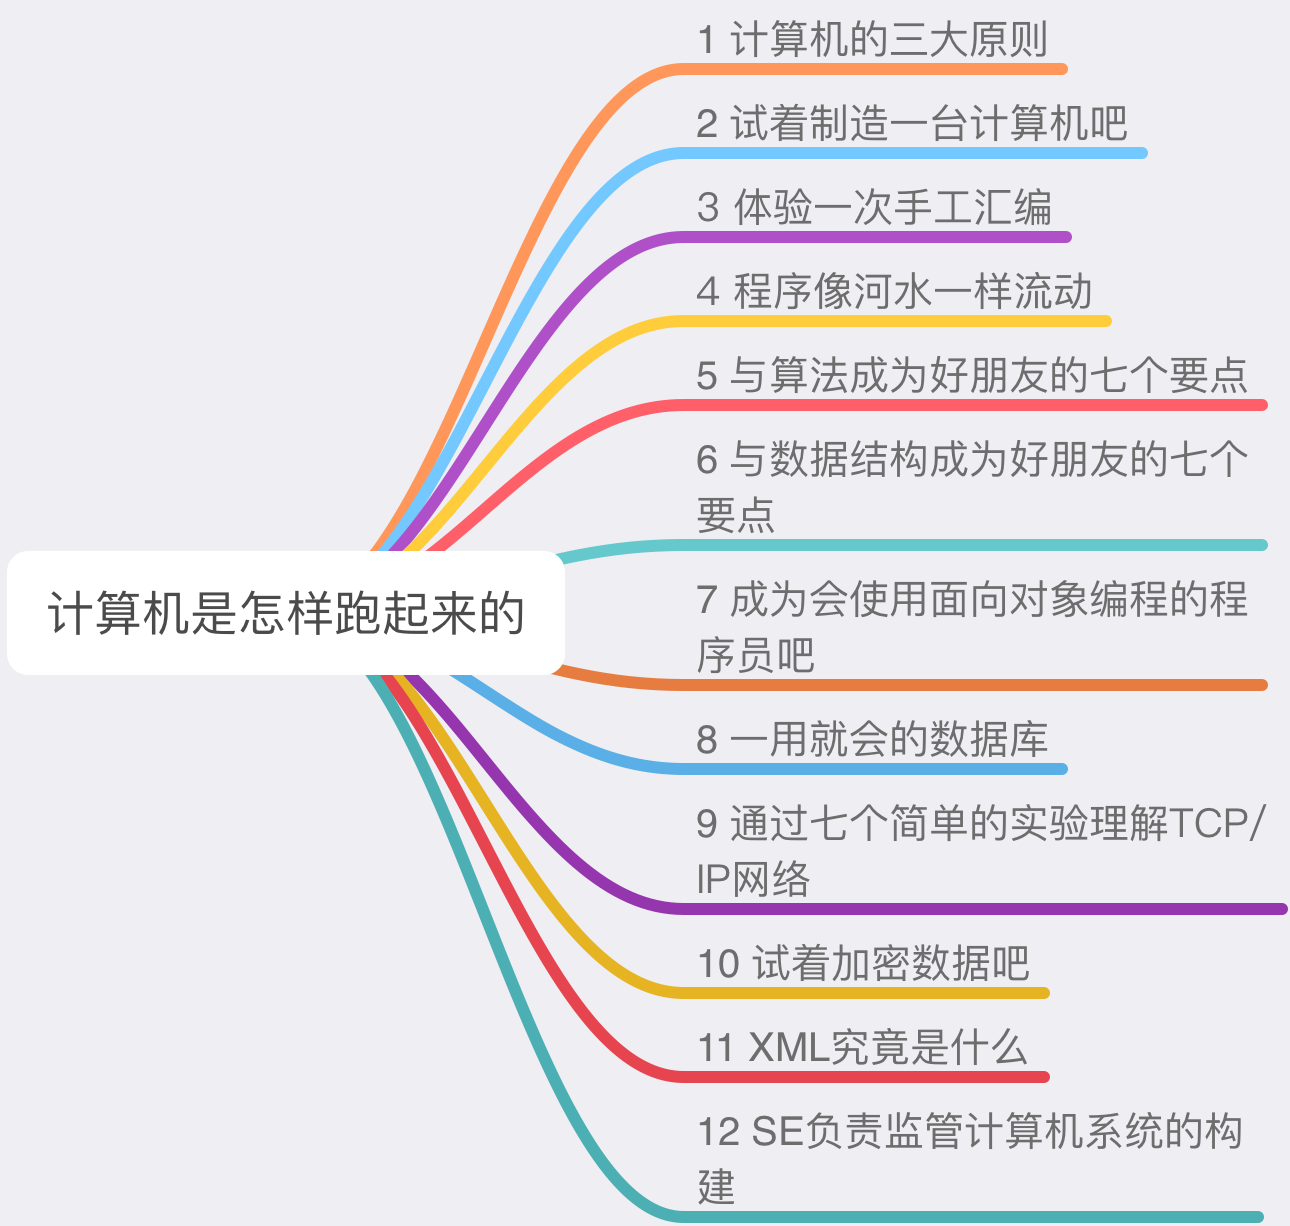 1 计算机的三大原则
2 试着制造一台计算机吧
3 体验一次手工汇编
4 程序像河水一样流动
5 与算法成为好朋友的七个要点
6 与数据结构成为好朋友的七个
要点
计算机是怎样跑起来的
7 成为会使用面向对象编程的程
序员吧
8 一用就会的数据库
9 通过七个简单的实验理解TCP/
IP网络
10 试着加密数据吧
11 XML究竟是什么
12 SE负责监管计算机系统的构
建